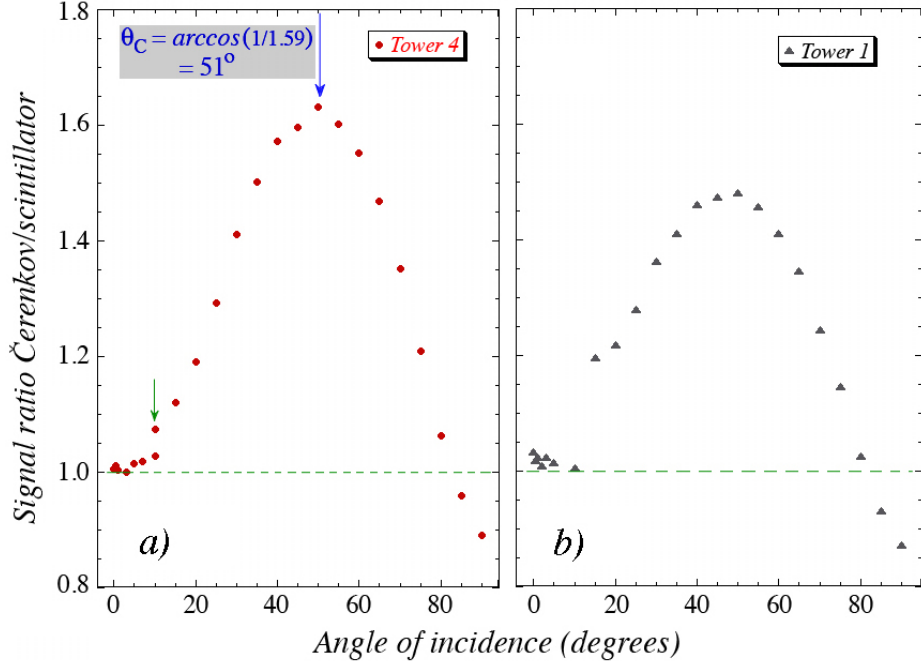 Signal ratio Čerenkov/scintillator
1.8
1.6
1.4
1.2
1.0
0.8
θC = arccos(1/1.59)
= 51o
Tower 4
a)
0
20
40
60
80
Tower 1
b)
0
20
40
60
80
Angle of incidence (degrees)